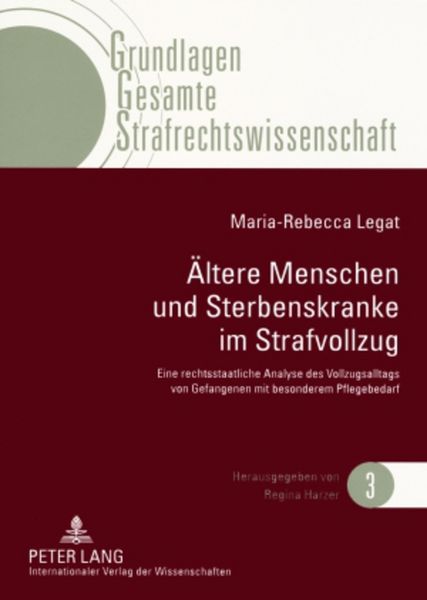 Grundlagen
Gesamte
Strafrechtswissenschaft
Maria-Rebecca Legat
Ältere Menschen
und Sterbenskranke
im Strafvollzug
Eine rechtsstaatliche Analyse des Vollzugsalltags
von Gefangenen mit besonderem Pflegebedarf
Herausgegeben von
Regina Harzer
3
PETER LANG
Internationaler Verlag der Wissenschaften